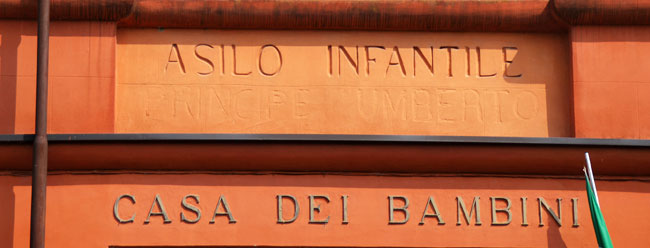 ASILO INFANTILE
PRINCIPE UMBERTO
CASA DEI BAMBINI